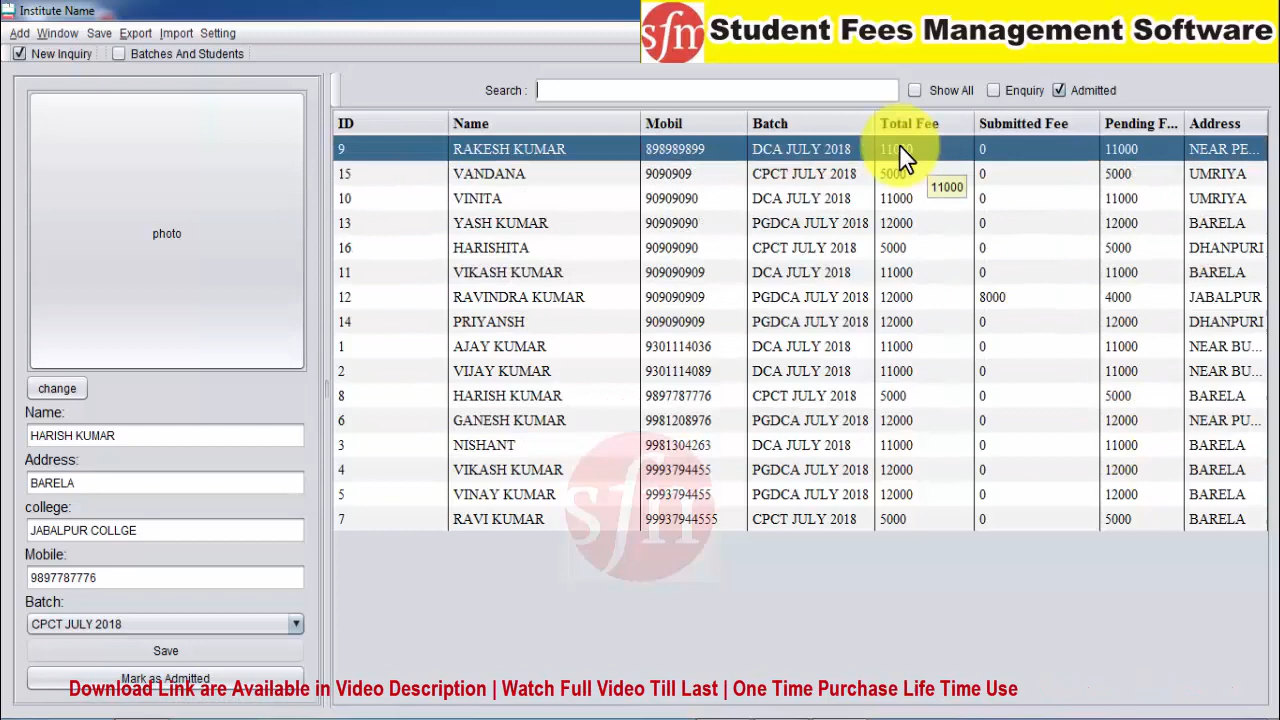 Institute Name
Add Window Save Export Import Setting
sfm Student Fees Management Software
New Inquiry Batches And Students
Search : Show All Enquiry Admitted
ID Name Mobil Batch Total Fee Submitted Fee Pending F... Address
9 RAKESH KUMAR 898989899 DCA JULY 2018 11000 0 11000 NEAR PE...
15 VANDANA 9090909 CPCT JULY 2018 5000 0 5000 UMRIYA
11000
10 VINITA 90909090 DCA JULY 2018 11000 0 11000 UMRIYA
13 YASH KUMAR 90909090 PGDCA JULY 2018 12000 0 12000 BARELA
16 HARISHITA 90909090 CPCT JULY 2018 5000 0 5000 DHANPURI
11 VIKASH KUMAR 909090909 DCA JULY 2018 11000 0 11000 BARELA
12 RAVINDRA KUMAR 909090909 PGDCA JULY 2018 12000 8000 4000 JABALPUR
14 PRIYANSH 909090909 PGDCA JULY 2018 12000 0 12000 DHANPURI
1 AJAY KUMAR 9301114036 DCA JULY 2018 11000 0 11000 NEAR BU...
2 VIJAY KUMAR 9301114089 DCA JULY 2018 11000 0 11000 NEAR BU...
8 HARISH KUMAR 9897787776 CPCT JULY 2018 5000 0 5000 BARELA
6 GANESH KUMAR 9981208976 PGDCA JULY 2018 12000 0 12000 NEAR PU...
3 NISHANT 9981304263 DCA JULY 2018 11000 0 11000 BARELA
4 VIKASH KUMAR 9993794455 PGDCA JULY 2018 12000 0 12000 BARELA
5 VINAY KUMAR 9993794455 PGDCA JULY 2018 12000 0 12000 BARELA
7 RAVI KUMAR 99937944555 CPCT JULY 2018 5000 0 5000 BARELA
sfm
photo
change
Name:
HARISH KUMAR
Address:
BARELA
college:
JABALPUR COLLGE
Mobile:
9897787776
Batch:
CPCT JULY 2018
Save
Mark as Admitted
Download Link are Available in Video Description | Watch Full Video Till Last | One Time Purchase Life Time Use